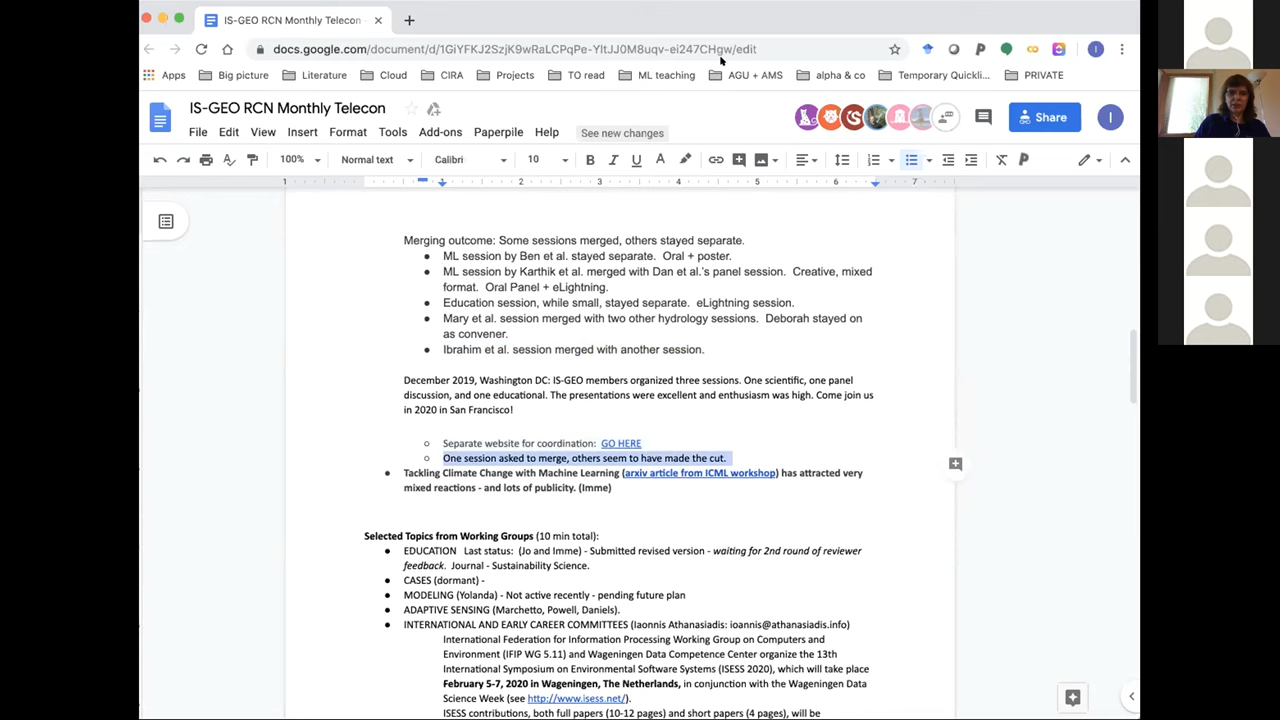 IS-GEO RCN Monthly Telecon
docs.google.com/document/d/1GiYFKJ2SzjK9wRaLCPqPe-YltJJ0M8uqv-ei247CHgw/edit
Apps Big picture Literature Cloud CIRA Projects TO read ML teaching AGU + AMS alpha & co Temporary Quickli... PRIVATE
IS-GEO RCN Monthly Telecon
File Edit View Insert Format Tools Add-ons Paperpile Help See new changes
Share
I
100% Normal text Calibri 10
1 1 2 3 4 5 6 7
Merging outcome: Some sessions merged, others stayed separate.
● ML session by Ben et al. stayed separate. Oral + poster.
● ML session by Karthik et al. merged with Dan et al.'s panel session. Creative, mixed
format. Oral Panel + eLightning.
● Education session, while small, stayed separate. eLightning session.
● Mary et al. session merged with two other hydrology sessions. Deborah stayed on
as convener.
● Ibrahim et al. session merged with another session.
December 2019, Washington DC: IS-GEO members organized three sessions. One scientific, one panel
discussion, and one educational. The presentations were excellent and enthusiasm was high. Come join us
in 2020 in San Francisco!
○ Separate website for coordination: GO HERE
○ One session asked to merge, others seem to have made the cut.
● Tackling Climate Change with Machine Learning (arxiv article from ICML workshop) has attracted very
mixed reactions - and lots of publicity. (Imme)
Selected Topics from Working Groups (10 min total):
● EDUCATION Last status: (Jo and Imme) - Submitted revised version - waiting for 2nd round of reviewer
feedback. Journal - Sustainability Science.
● CASES (dormant) -
● MODELING (Yolanda) - Not active recently - pending future plan
● ADAPTIVE SENSING (Marchetto, Powell, Daniels).
● INTERNATIONAL AND EARLY CAREER COMMITTEES (Iaonnis Athanasiadis: ioannis@athanasiadis.info)
International Federation for Information Processing Working Group on Computers and
Environment (IFIP WG 5.11) and Wageningen Data Competence Center organize the 13th
International Symposium on Environmental Software Systems (ISESS 2020), which will take place
February 5-7, 2020 in Wageningen, The Netherlands, in conjunction with the Wageningen Data
Science Week (see http://www.isess.net/).
ISESS contributions, both full papers (10-12 pages) and short papers (4 pages), will be